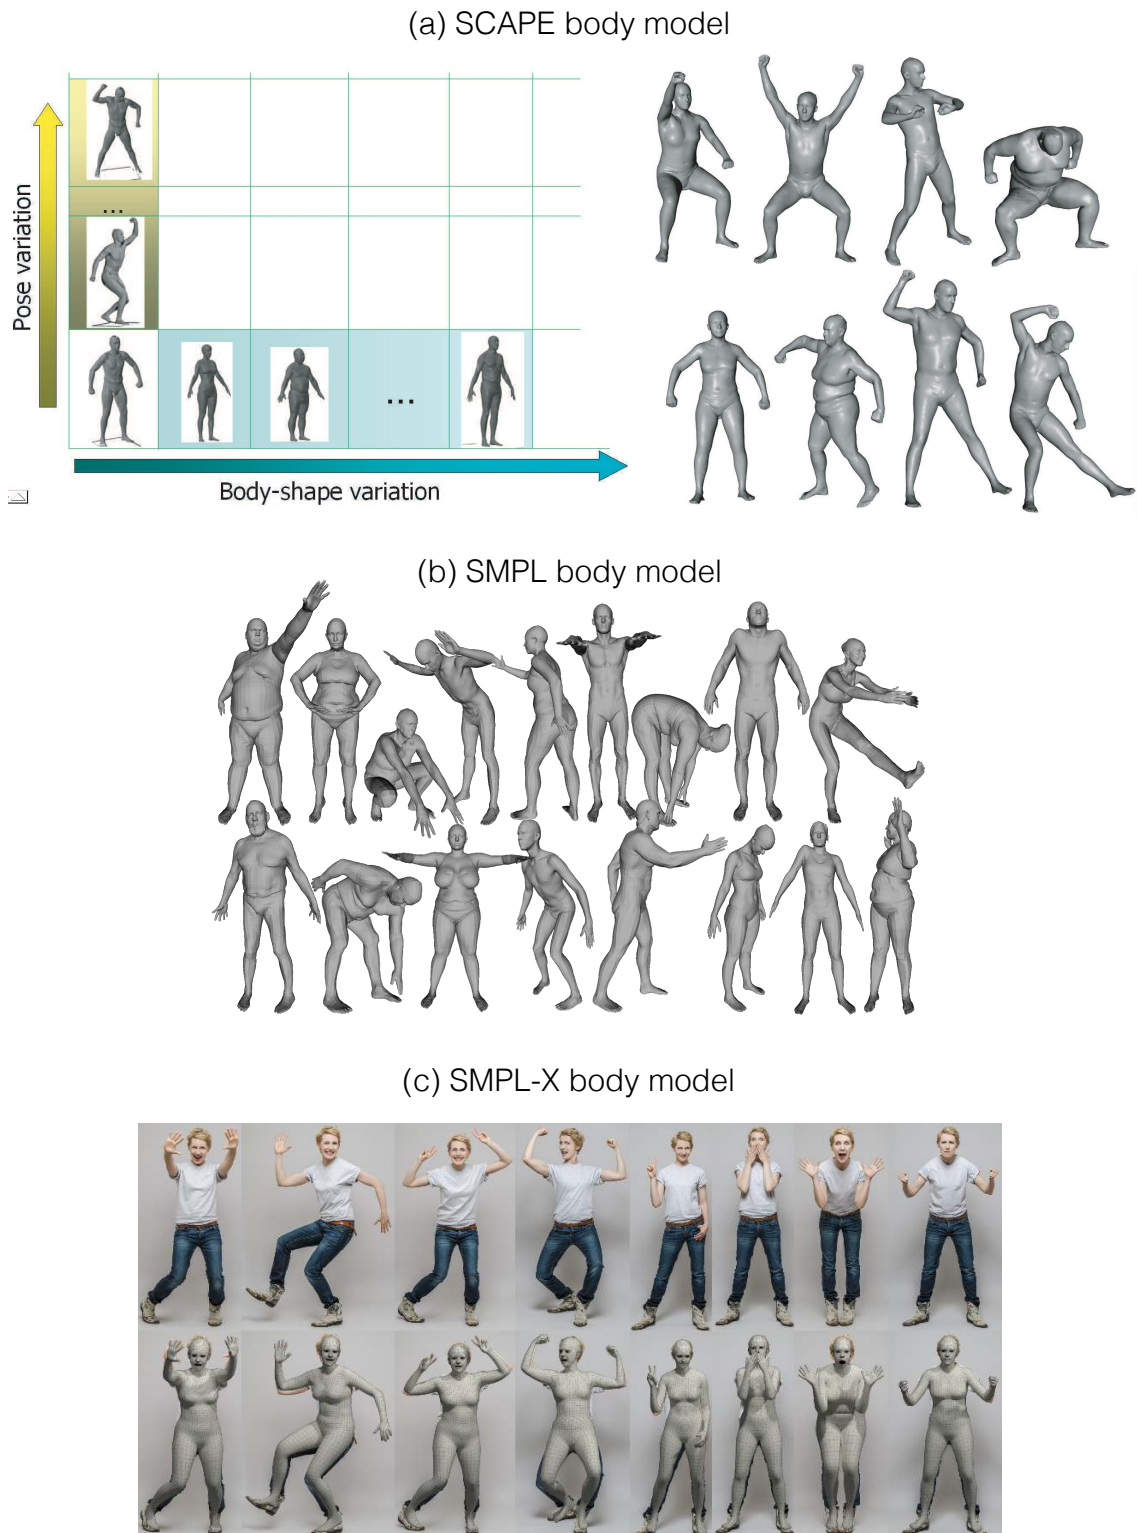 (a) SCAPE body model
Pose variation
...
...
Body-shape variation
(b) SMPL body model
(c) SMPL-X body model